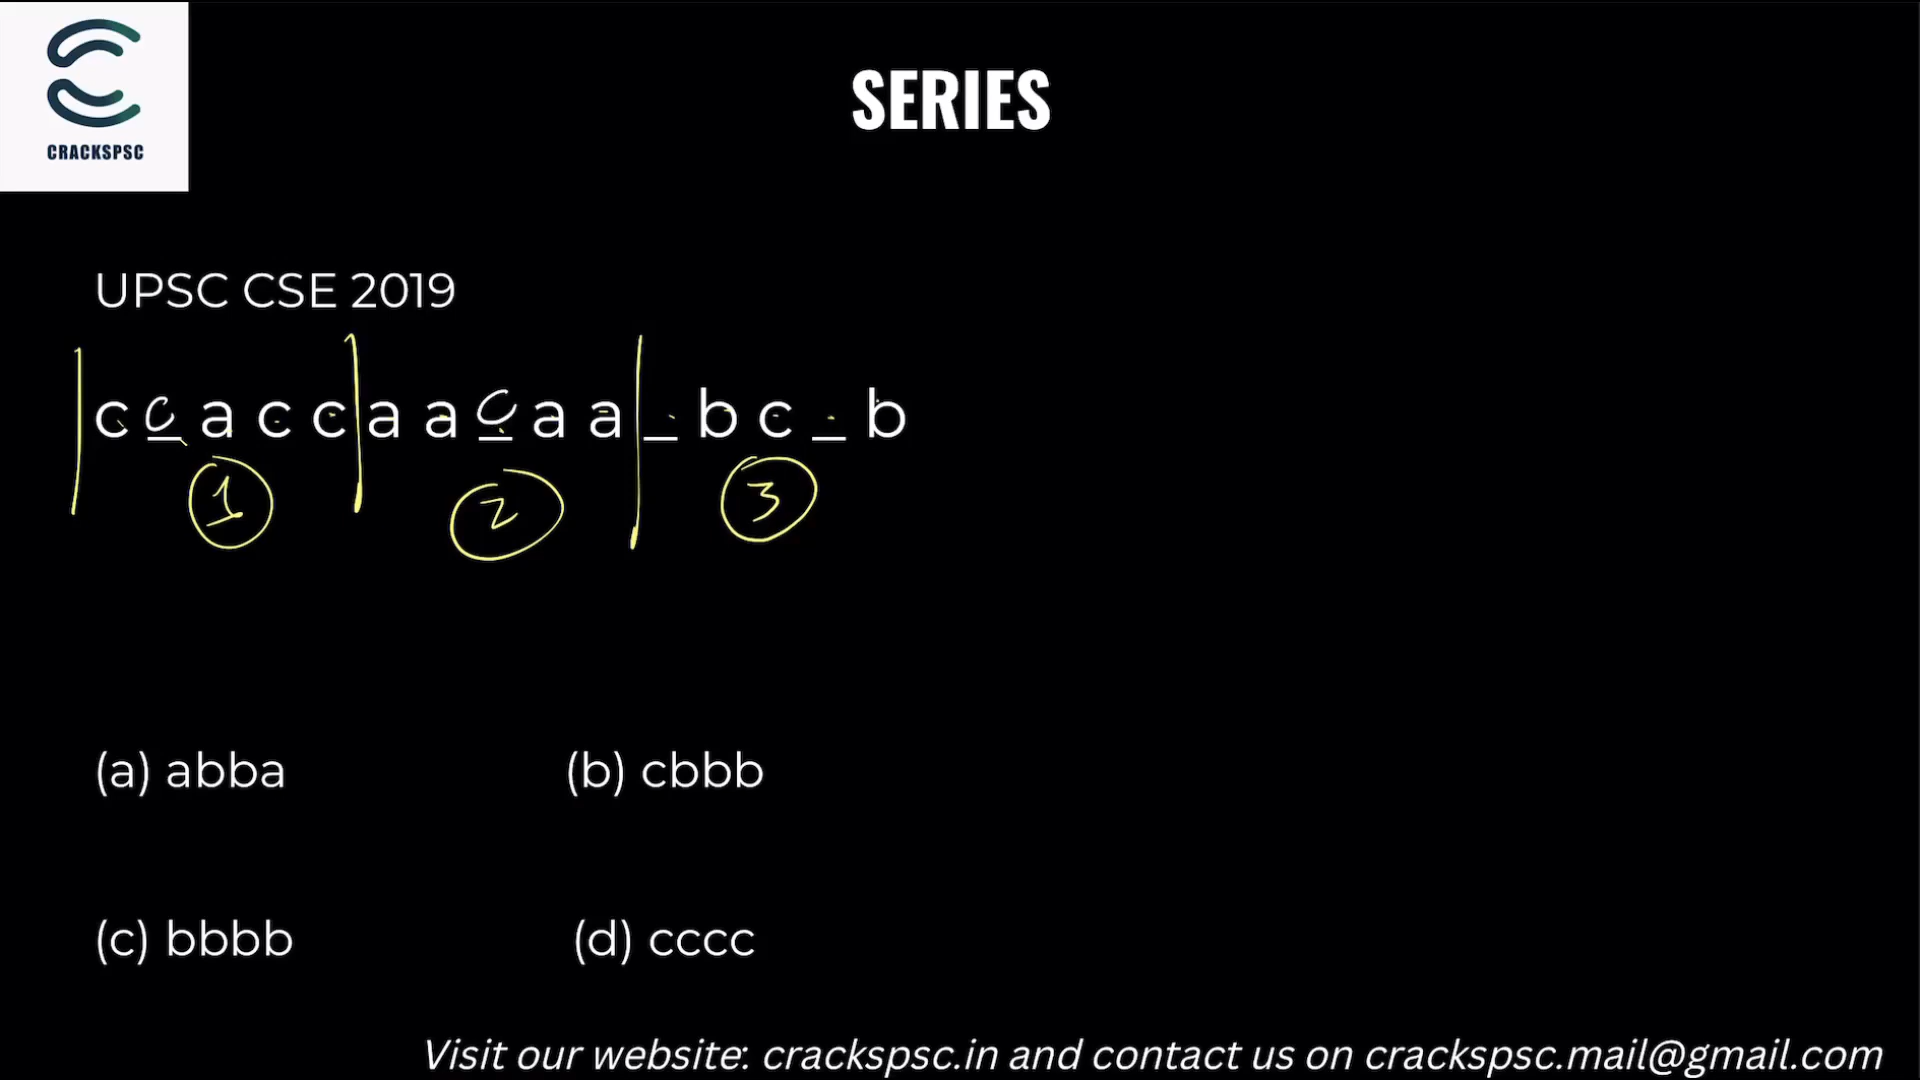 CRACKSPSC
SERIES
UPSC CSE 2019
c c a c c a a c a a _ b c _ b
1 2 3
(a) abba (b) cbbb
(c) bbbb (d) cccc
Visit our website: crackspsc.in and contact us on crackspsc.mail@gmail.com